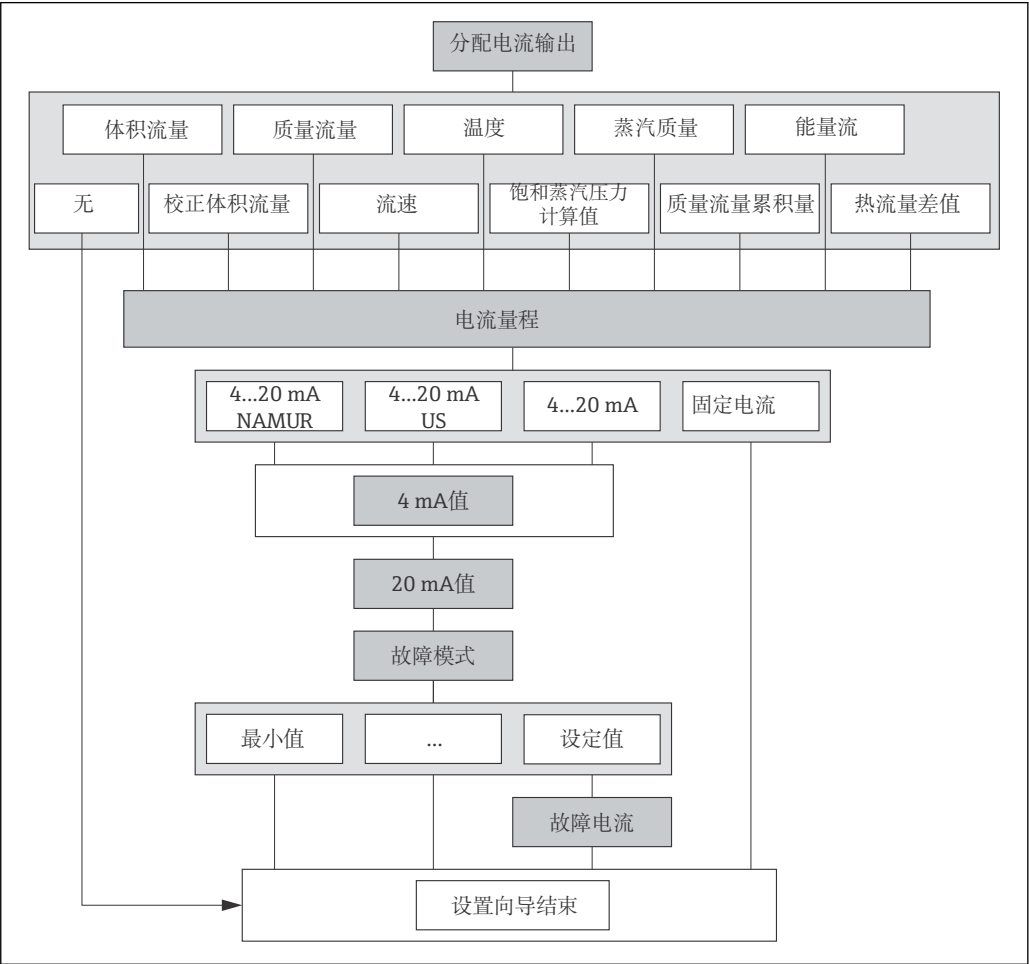 分配电流输出
体积流量
质量流量
温度
蒸汽质量
能量流
无
校正体积流量
流速
饱和蒸汽压力
计算值
质量流量累积量
热流量差值
电流量程
4...20 mA
NAMUR
4...20 mA
US
4...20 mA
固定电流
4 mA值
20 mA值
故障模式
最小值
...
设定值
故障电流
设置向导结束